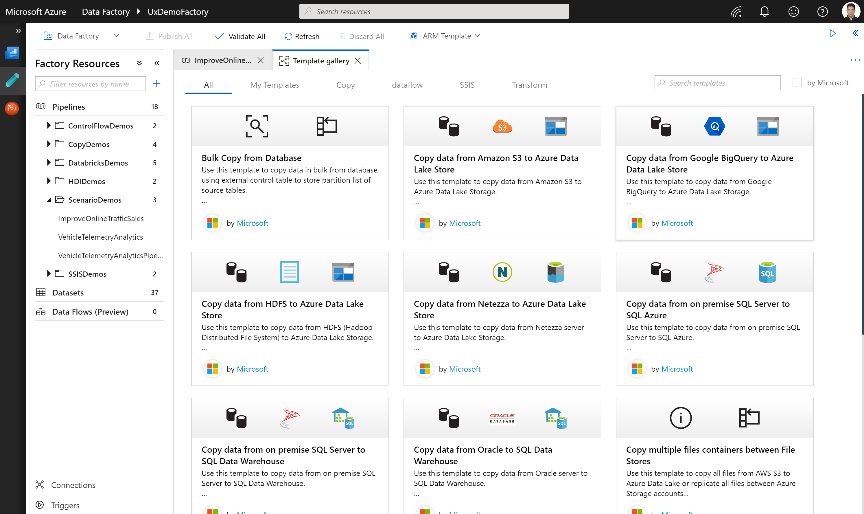 Microsoft Azure
Data Factory
UxDemoFactory
Search resources
Data Factory
Publish All
Validate All
Refresh
Discard All
ARM Template
Factory Resources
Filter resources by name
Pipelines 18
ControlFlowDemos 2
CopyDemos 4
DatabricksDemos 5
HDIDemos 2
ScenarioDemos 3
ImproveOnlineTrafficSales
VehicleTelemetryAnalytics
VehicleTelemetryAnalyticsPipe...
SSISDemos 2
Datasets 37
Data Flows (Preview) 0
Connections
Triggers
ImproveOnline...
Template gallery
All
My Templates
Copy
dataflow
SSIS
Transform
Search templates
by Microsoft
Bulk Copy from Database
Use this template to copy data in bulk from database
using external control table to store partition list of
source tables.
...
by Microsoft
S3
Copy data from Amazon S3 to Azure Data
Lake Store
Use this template to copy data from Amazon S3 to
Azure Data Lake Storage.
...
by Microsoft
Copy data from Google BigQuery to Azure
Data Lake Store
Use this template to copy data from Google
BigQuery to Azure Data Lake Storage.
...
by Microsoft
Copy data from HDFS to Azure Data Lake
Store
Use this template to copy data from HDFS (Hadoop
Distributed File System) to Azure Data Lake Storage.
...
by Microsoft
N
Copy data from Netezza to Azure Data Lake
Store
Use this template to copy data from Netezza server
to Azure Data Lake Storage.
...
by Microsoft
SQL
Copy data from on premise SQL Server to
SQL Azure
Use this template to copy data from on premise SQL
Server to SQL Azure.
...
by Microsoft
Copy data from on premise SQL Server to
SQL Data Warehouse
Use this template to copy data from on premise SQL
Server to SQL Data Warehouse.
...
by Microsoft
ORACLE
DATABASE
Copy data from Oracle to SQL Data
Warehouse
Use this template to copy data from Oracle server to
SQL Data Warehouse.
...
by Microsoft
Copy multiple files containers between File
Stores
Use this template to copy all files from AWS S3 to
Azure Data Lake or replicate all files between Azure
Storage accounts...
by Microsoft